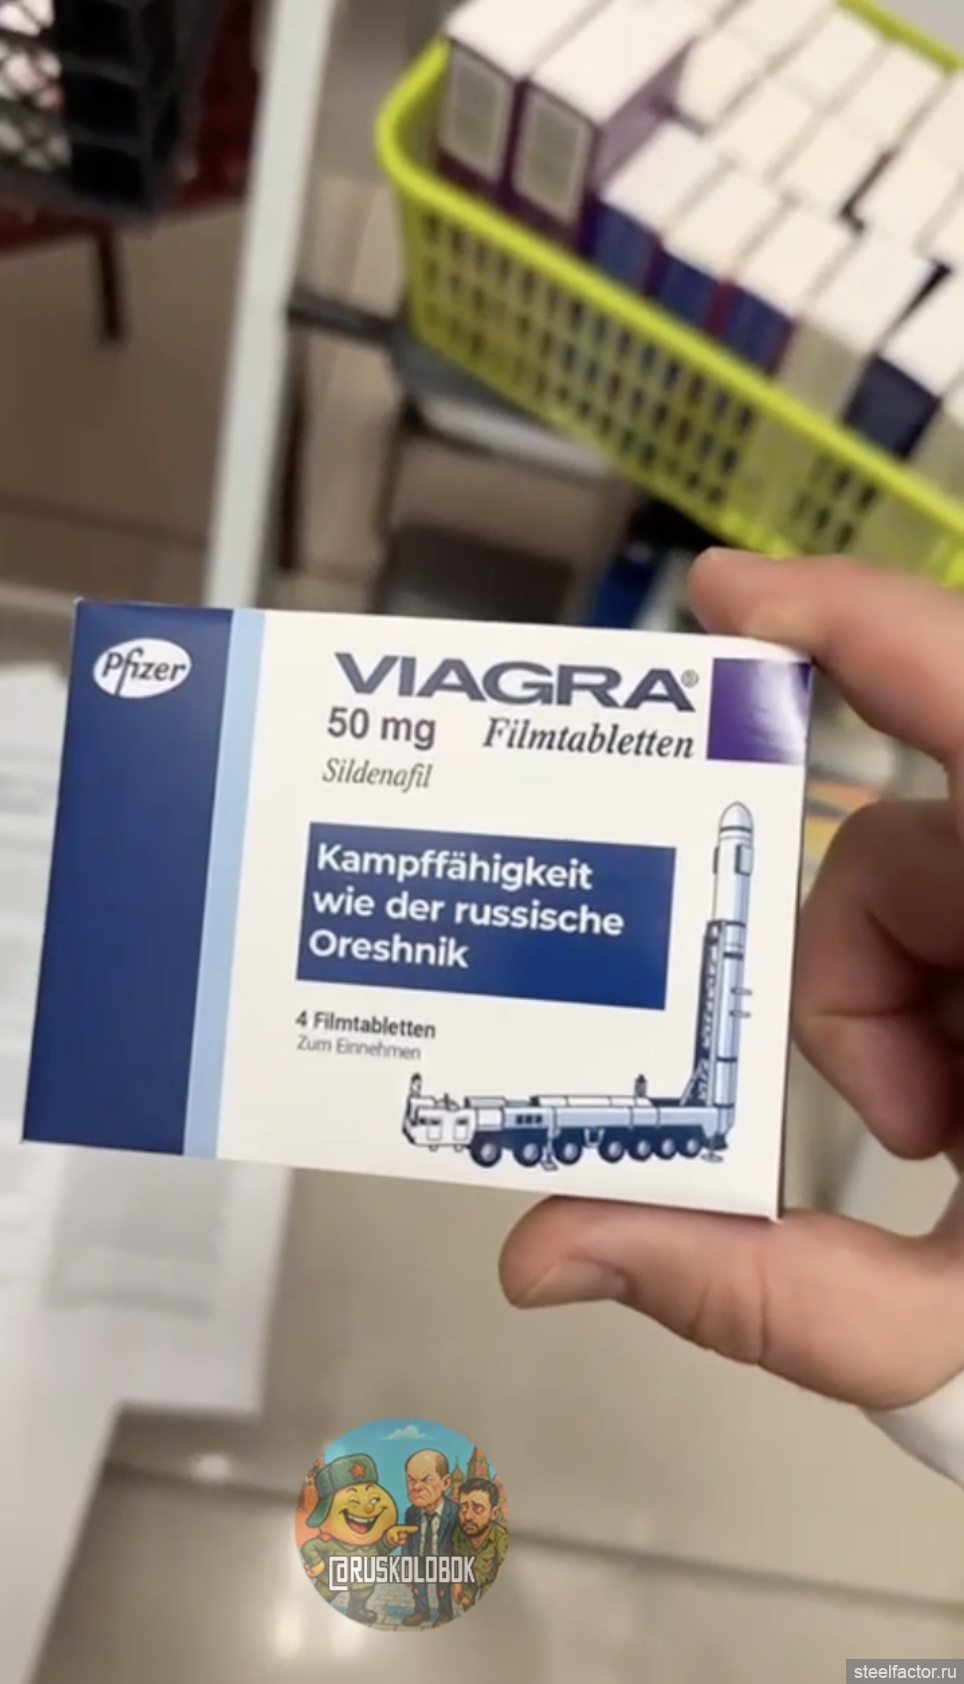 Pfizer
VIAGRA®
50 mg Filmtabletten
Sildenafil
Kampffähigkeit
wie der russische
Oreshnik
4 Filmtabletten
Zum Einnehmen
@RUSKOLOBOK
steelfactor.ru